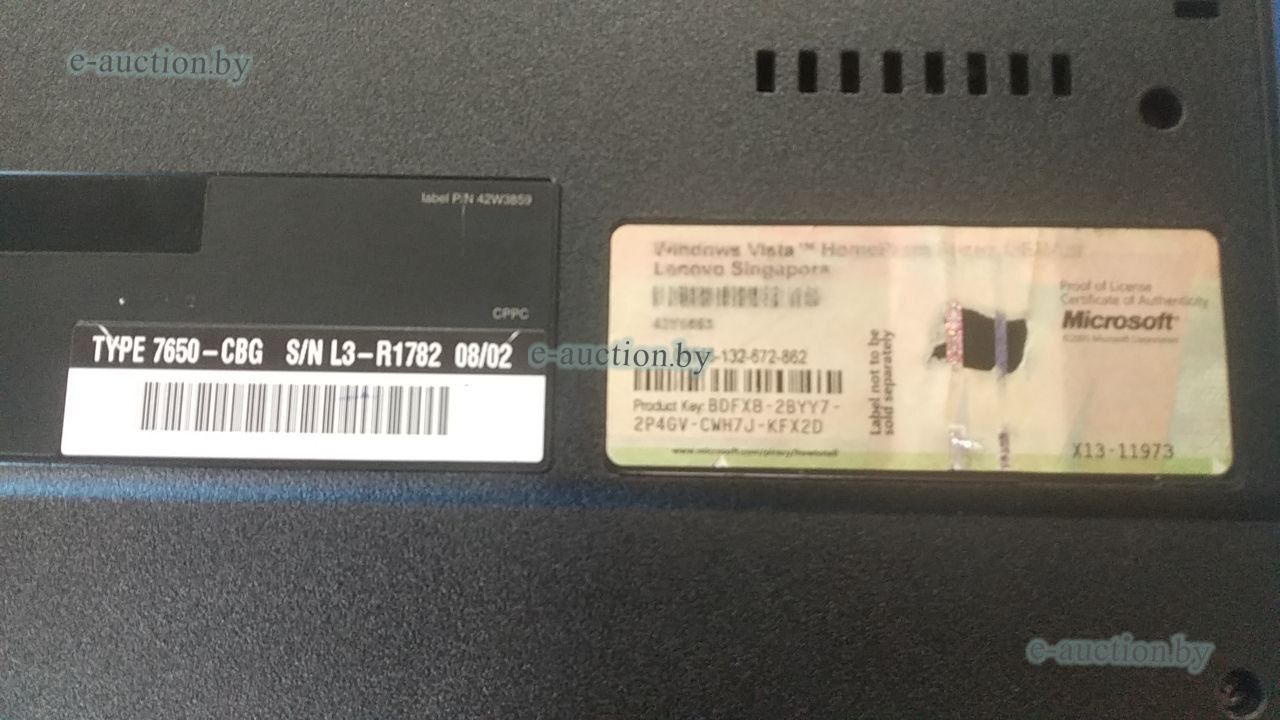 e-auction.by
label P/N 42W3859
CPPC
TYPE 7650-CBG S/N L3-R1782 08/02
e-auction.by
Windows Vista™
Lenovo Singapore
-132-672-862
Product Key: BDFXB-2BYY7-
2P4GV-CWH7J-KFX2D
Label not to be
sold separately
Proof of License
Certificate of Authenticity
Microsoft
X13-11973
e-auction.by